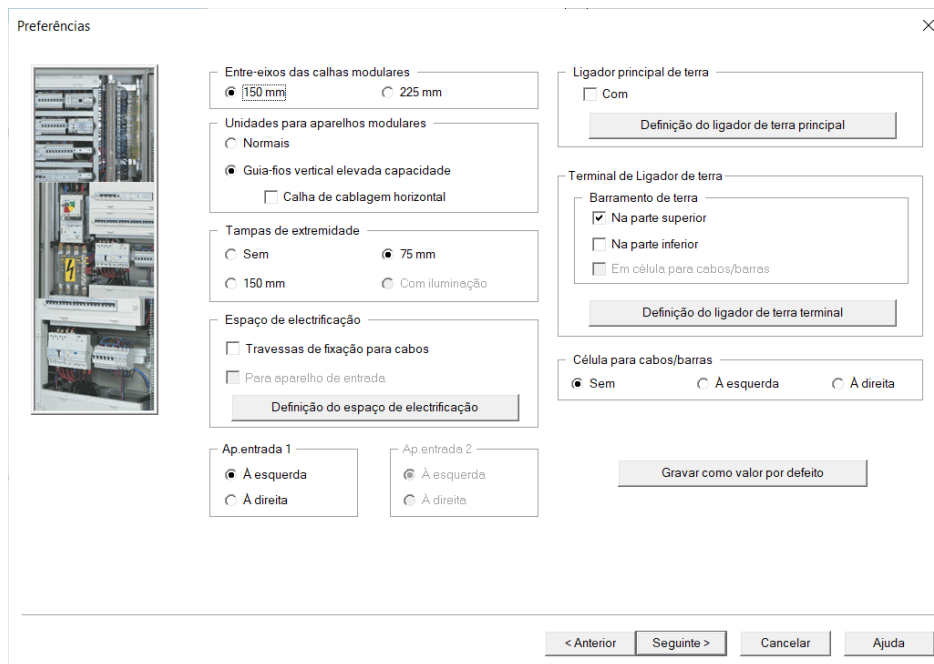 Preferências
Entre-eixos das calhas modulares
150 mm
225 mm
Unidades para aparelhos modulares
Normais
Guia-fios vertical elevada capacidade
Calha de cablagem horizontal
Tampas de extremidade
Sem
75 mm
150 mm
Com iluminação
Espaço de electrificação
Travessas de fixação para cabos
Para aparelho de entrada
Definição do espaço de electrificação
Ap.entrada 1
À esquerda
À direita
Ap.entrada 2
À esquerda
À direita
Ligador principal de terra
Com
Definição do ligador de terra principal
Terminal de Ligador de terra
Barramento de terra
Na parte superior
Na parte inferior
Em célula para cabos/barras
Definição do ligador de terra terminal
Célula para cabos/barras
Sem
À esquerda
À direita
Gravar como valor por defeito
< Anterior
Seguinte >
Cancelar
Ajuda